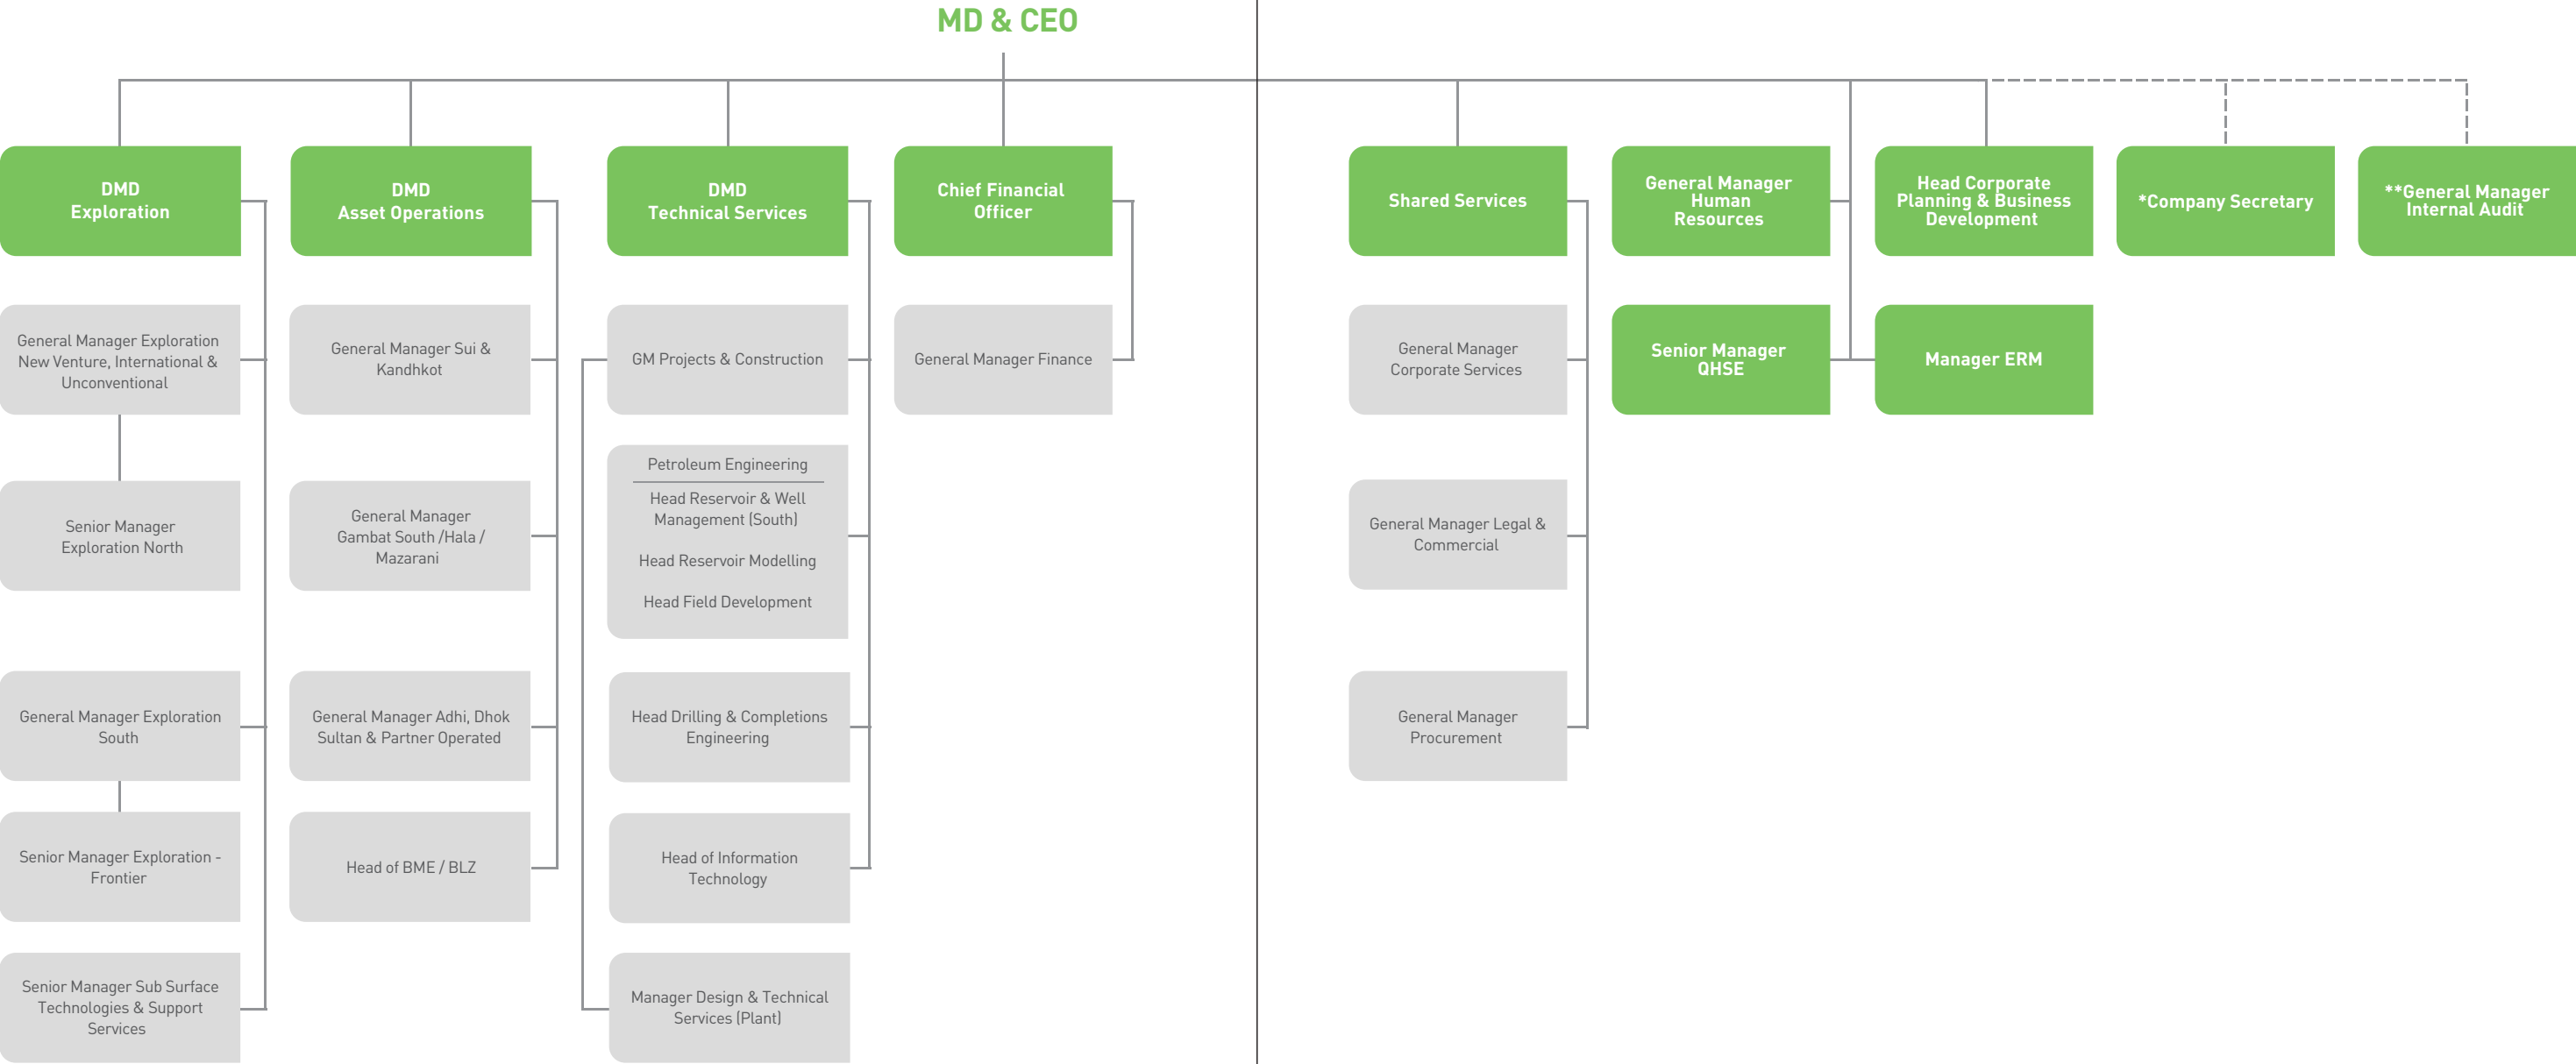 MD & CEO
DMD
Exploration
DMD
Asset Operations
DMD
Technical Services
Chief Financial
Officer
Shared Services
General Manager
Human
Resources
Head Corporate
Planning & Business
Development
*Company Secretary
**General Manager
Internal Audit
General Manager Exploration
New Venture, International &
Unconventional
General Manager Sui &
Kandhkot
GM Projects & Construction
General Manager Finance
General Manager
Corporate Services
Senior Manager
QHSE
Manager ERM
Senior Manager
Exploration North
General Manager
Gambat South /Hala /
Mazarani
Petroleum Engineering
Head Reservoir & Well
Management (South)
Head Reservoir Modelling
Head Field Development
General Manager Legal &
Commercial
General Manager Exploration
South
General Manager Adhi, Dhok
Sultan & Partner Operated
Head Drilling & Completions
Engineering
General Manager
Procurement
Senior Manager Exploration -
Frontier
Head of BME / BLZ
Head of Information
Technology
Senior Manager Sub Surface
Technologies & Support
Services
Manager Design & Technical
Services (Plant)